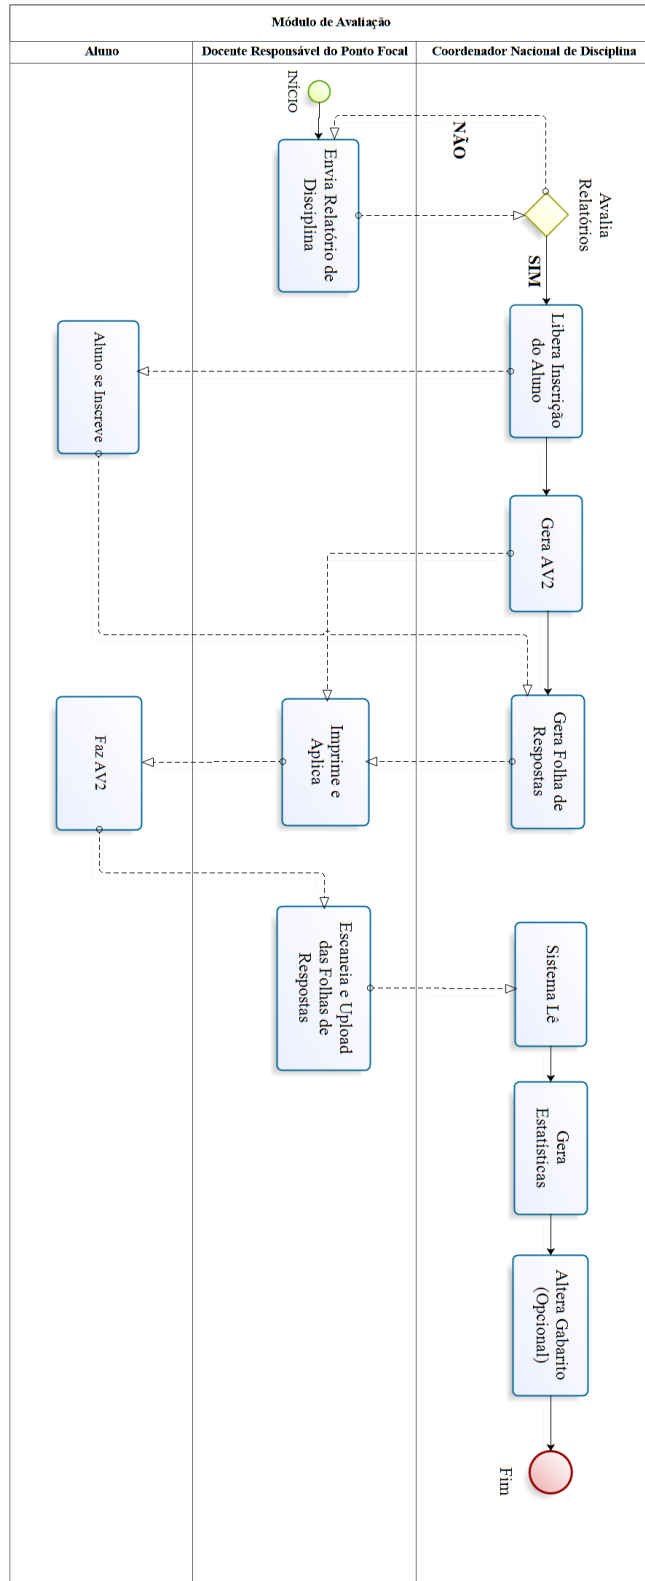 Módulo de Avaliação
Aluno
Docente Responsável do Ponto Focal
Coordenador Nacional de Disciplina
INÍCIO
Envia Relatório de
Disciplina
NÃO
Avalia
Relatórios
SIM
Libera Inscrição
do Aluno
Aluno se Inscreve
Gera AV2
Gera Folha de
Respostas
Imprime e
Aplica
Faz AV2
Escaneia e Upload
das Folhas de
Respostas
Sistema Lê
Gera
Estatísticas
Altera Gabarito
(Opcional)
Fim